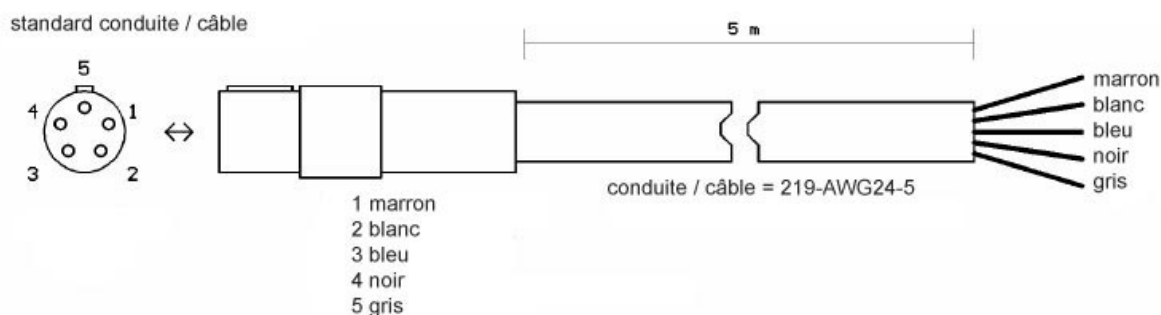 standard conduite / câble
5 m
5
4
1
3
2
marron
blanc
bleu
noir
gris
conduite / câble = 219-AWG24-5
1 marron
2 blanc
3 bleu
4 noir
5 gris